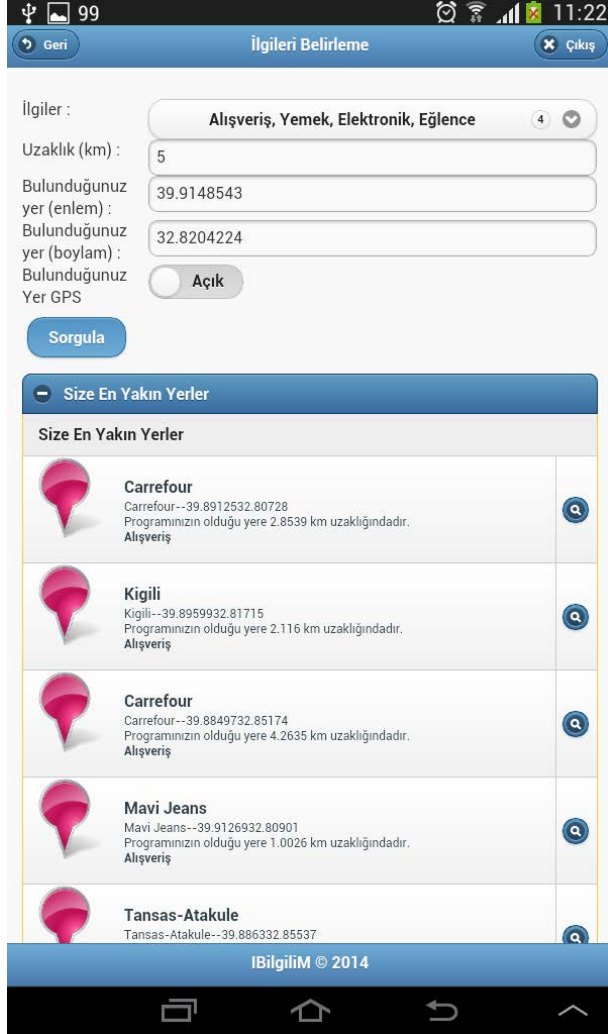 99 11:22
Geri İlgileri Belirleme Çıkış
İlgiler : Alışveriş, Yemek, Elektronik, Eğlence 4
Uzaklık (km) : 5
Bulunduğunuz
yer (enlem) : 39.9148543
Bulunduğunuz
yer (boylam) : 32.8204224
Bulunduğunuz
Yer GPS Açık
Sorgula
Size En Yakın Yerler
Size En Yakın Yerler
Carrefour
Carrefour--39.8912532.80728
Programınızın olduğu yere 2.8539 km uzaklığındadır.
Alışveriş
Kigili
Kigili--39.8959932.81715
Programınızın olduğu yere 2.116 km uzaklığındadır.
Alışveriş
Carrefour
Carrefour--39.8849732.85174
Programınızın olduğu yere 4.2635 km uzaklığındadır.
Alışveriş
Mavi Jeans
Mavi Jeans--39.9126932.80901
Programınızın olduğu yere 1.0026 km uzaklığındadır.
Alışveriş
Tansas-Atakule
Tansas-Atakule--39.886332.85537
IBilgiliM © 2014